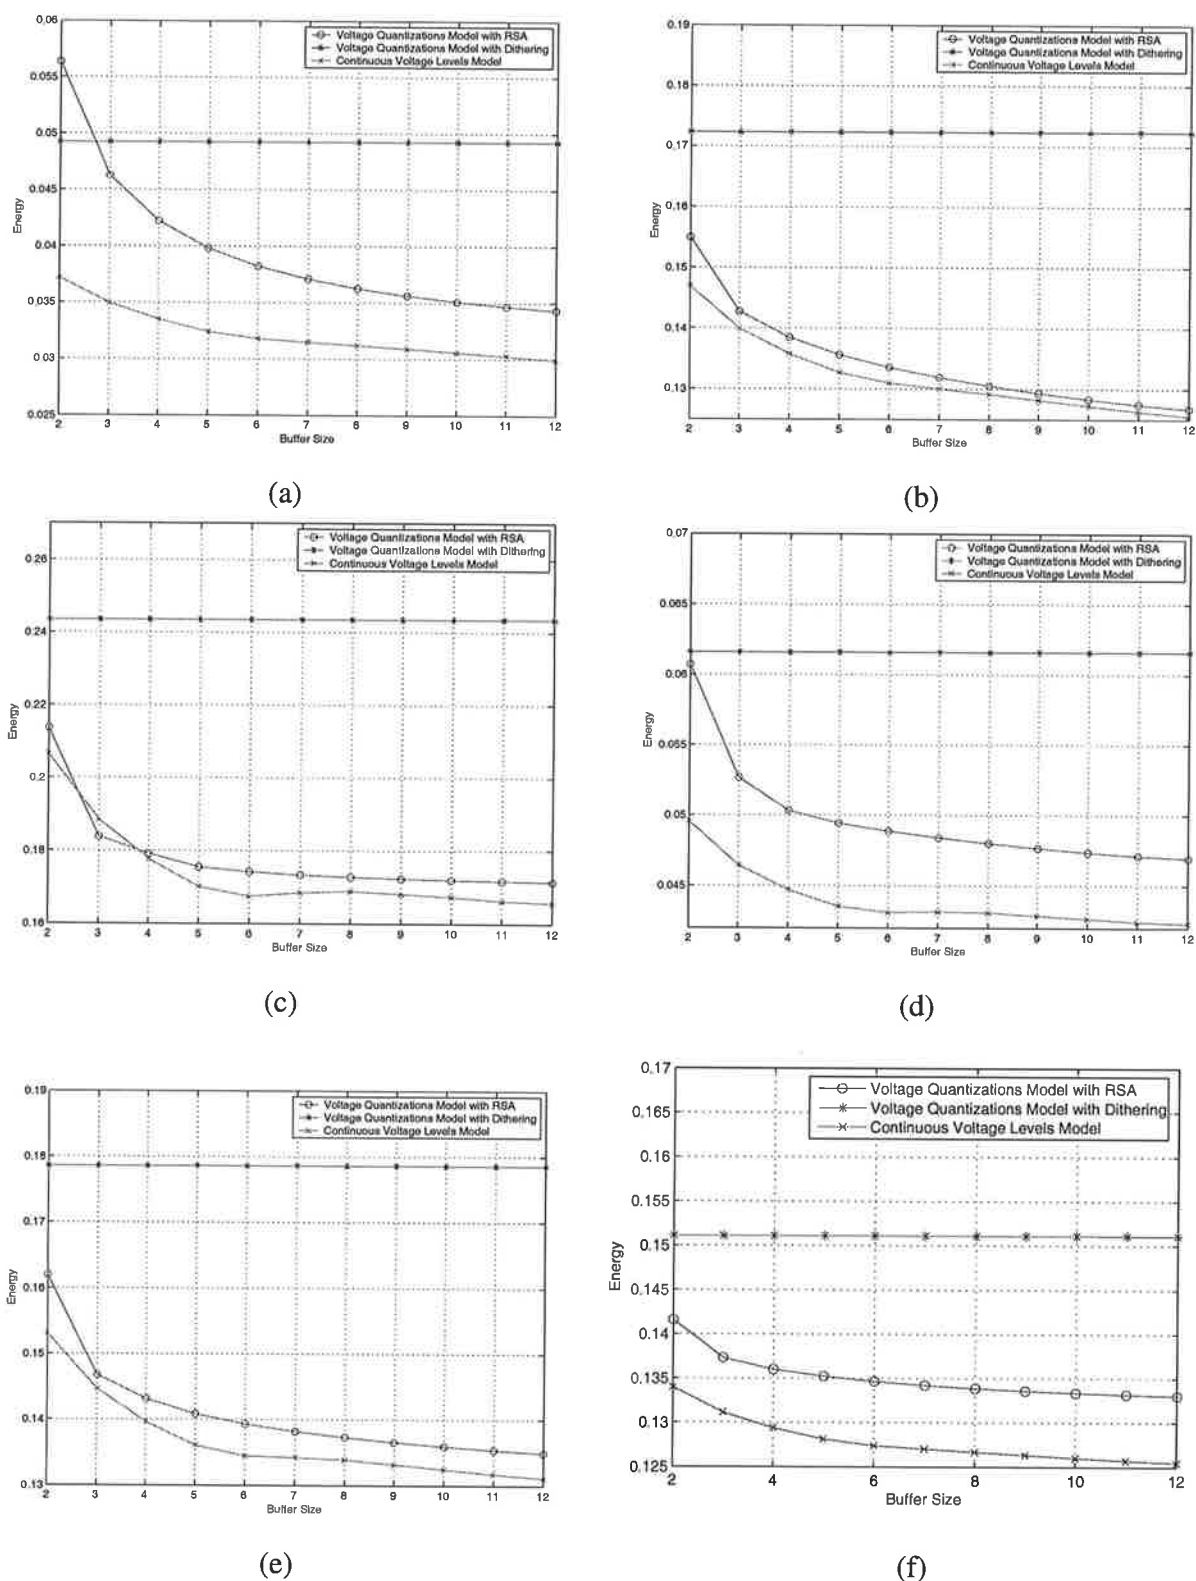 0.06
Voltage Quantizations Model with RSA
Voltage Quantizations Model with Dithering
Continuous Voltage Levels Model
0.055
0.05
0.045
0.04
0.035
0.03
0.025
Energy
2 3 4 5 6 7 8 9 10 11 12
Buffer Size
(a)
0.19
Voltage Quantizations Model with RSA
Voltage Quantizations Model with Dithering
Continuous Voltage Levels Model
0.18
0.17
0.16
0.15
0.14
0.13
Energy
2 3 4 5 6 7 8 9 10 11 12
Buffer Size
(b)
Voltage Quantizations Model with RSA
Voltage Quantizations Model with Dithering
Continuous Voltage Levels Model
0.26
0.24
0.22
0.2
0.18
0.16
Energy
2 3 4 5 6 7 8 9 10 11 12
Buffer Size
(c)
0.07
Voltage Quantizations Model with RSA
Voltage Quantizations Model with Dithering
Continuous Voltage Levels Model
0.065
0.06
0.055
0.05
0.045
Energy
2 3 4 5 6 7 8 9 10 11 12
Buffer Size
(d)
0.19
Voltage Quantizations Model with RSA
Voltage Quantizations Model with Dithering
Continuous Voltage Levels Model
0.18
0.17
0.16
0.15
0.14
0.13
Energy
2 3 4 5 6 7 8 9 10 11 12
Buffer Size
(e)
0.17
Voltage Quantizations Model with RSA
Voltage Quantizations Model with Dithering
Continuous Voltage Levels Model
0.165
0.16
0.155
0.15
0.145
0.14
0.135
0.13
0.125
Energy
2 4 6 8 10 12
Buffer Size
(f)